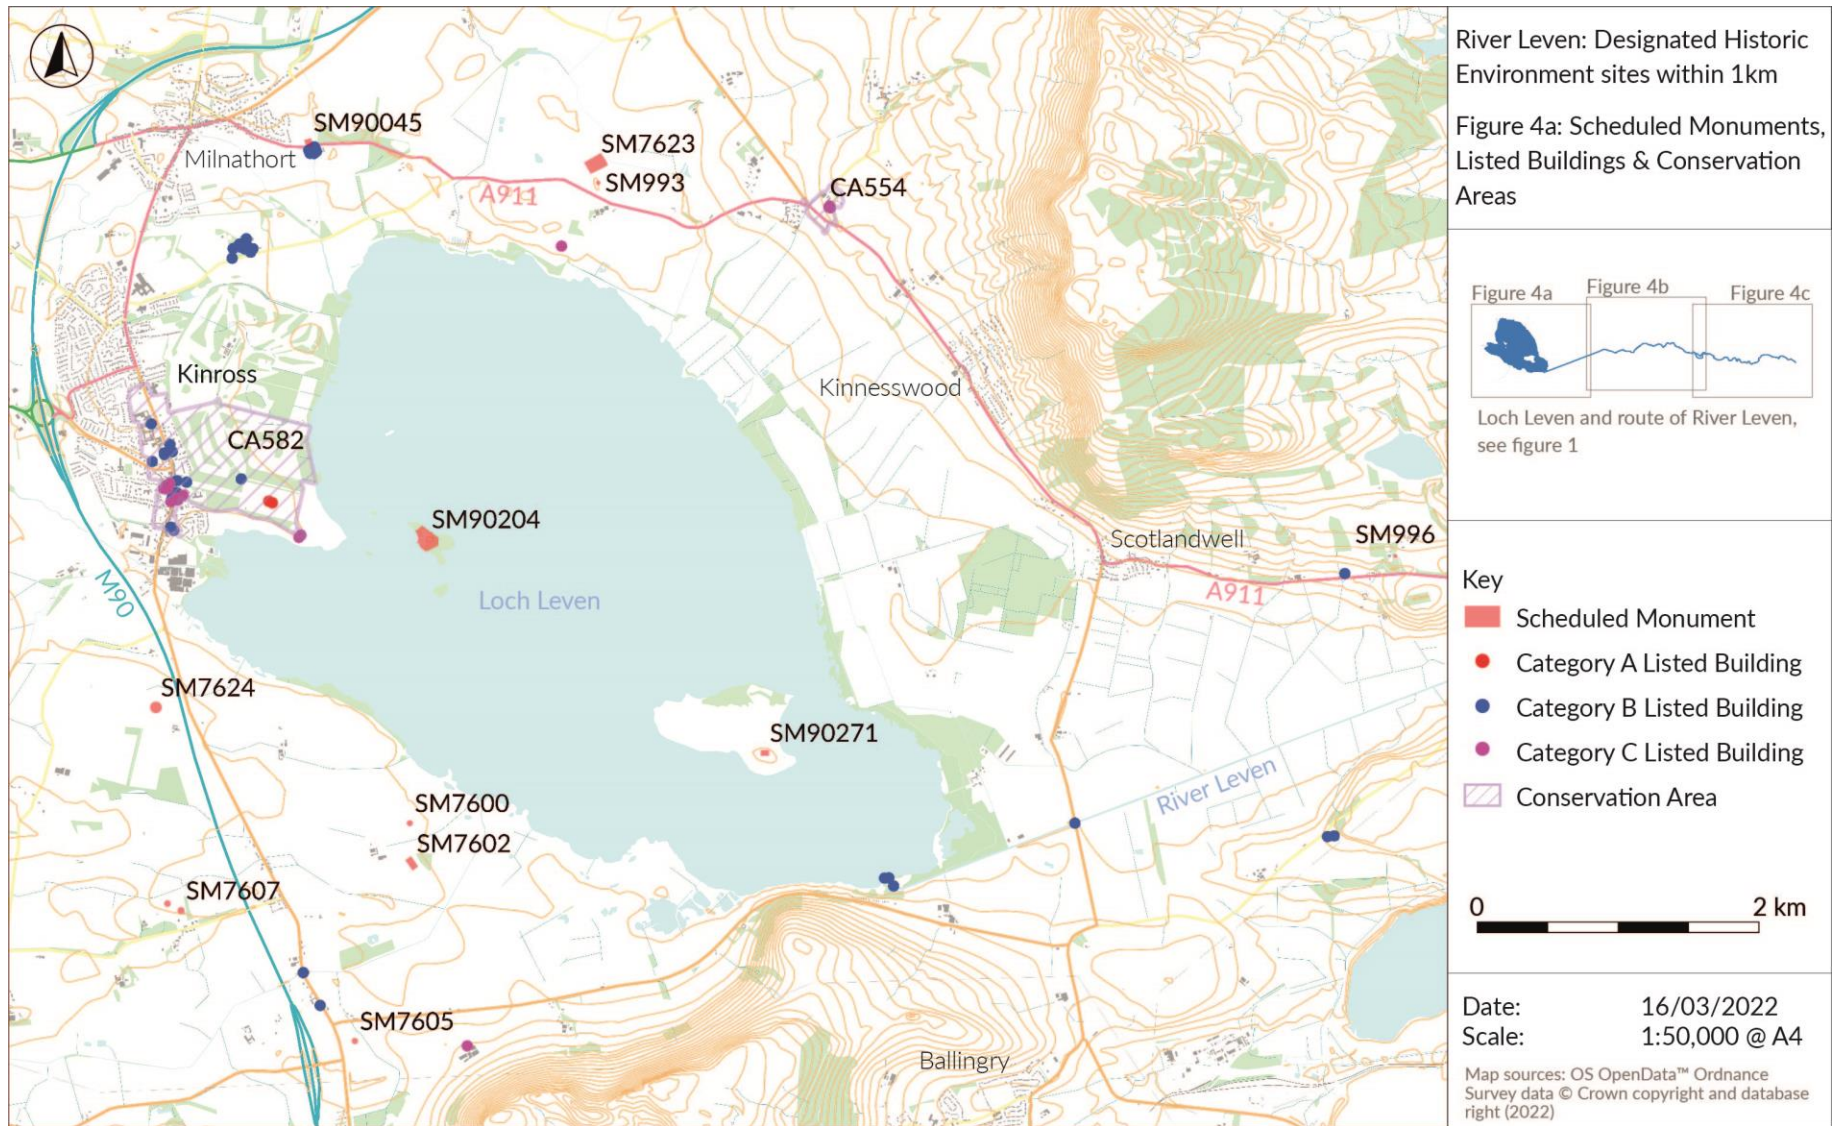 River Leven: Designated Historic
Environment sites within 1km
Figure 4a: Scheduled Monuments,
Listed Buildings & Conservation
Areas
Figure 4a
Figure 4b
Figure 4c
Loch Leven and route of River Leven,
see figure 1
Key
Scheduled Monument
Category A Listed Building
Category B Listed Building
Category C Listed Building
Conservation Area
0 2 km
Date: 16/03/2022
Scale: 1:50,000 @ A4
Map sources: OS OpenData™ Ordnance
Survey data © Crown copyright and database
right (2022)
SM90045
Milnathort
SM7623
SM993
A911
CA554
Kinross
Kinnesswood
CA582
SM90204
Scotlandwell
SM996
A911
M90
Loch Leven
SM7624
SM90271
River Leven
SM7600
SM7602
SM7607
SM7605
Ballingry